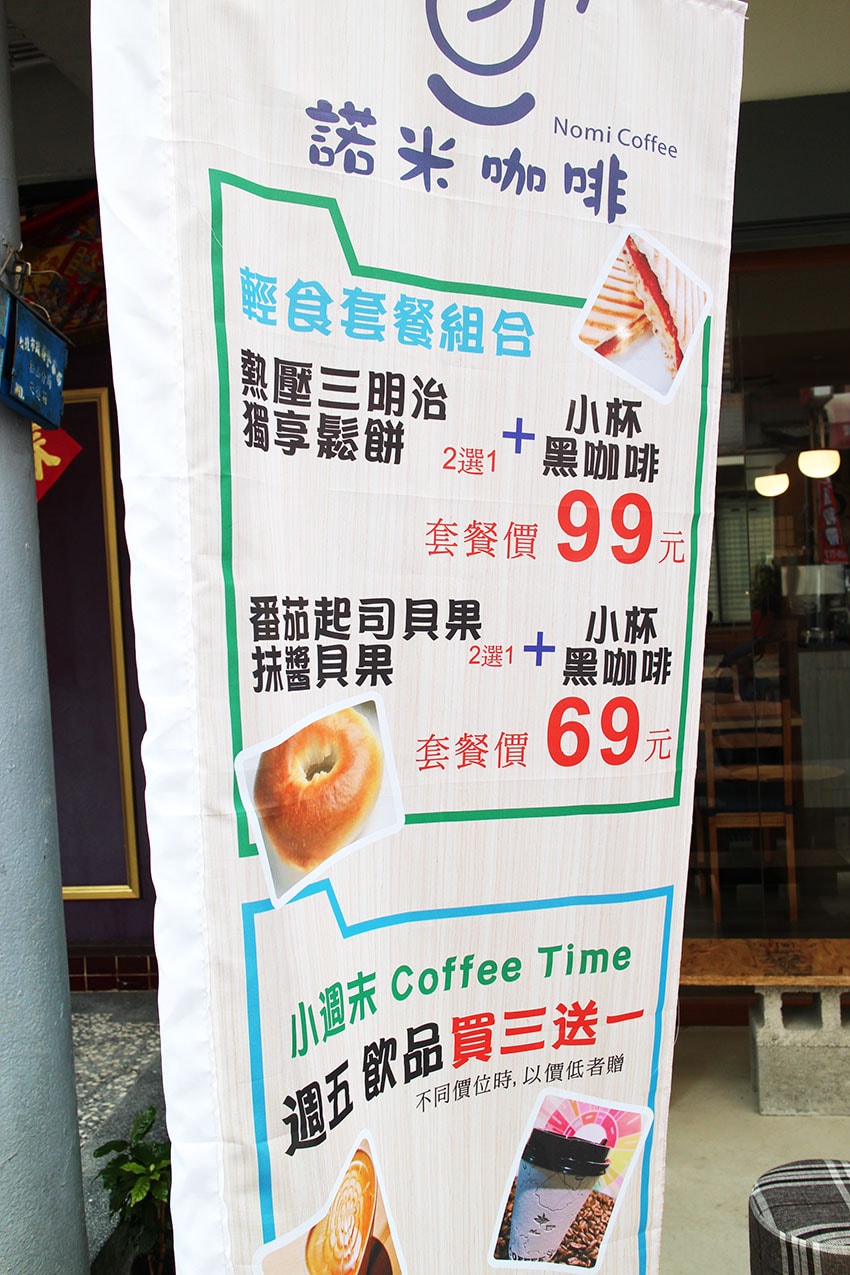 Nomi Coffee
諾米咖啡
輕食套餐組合
熱壓三明治
獨享鬆餅 2選1 + 小杯黑咖啡
套餐價 99元
番茄起司貝果
抹醬貝果 2選1 + 小杯黑咖啡
套餐價 69元
小週末 Coffee Time
週五飲品買三送一
不同價位時,以價低者贈